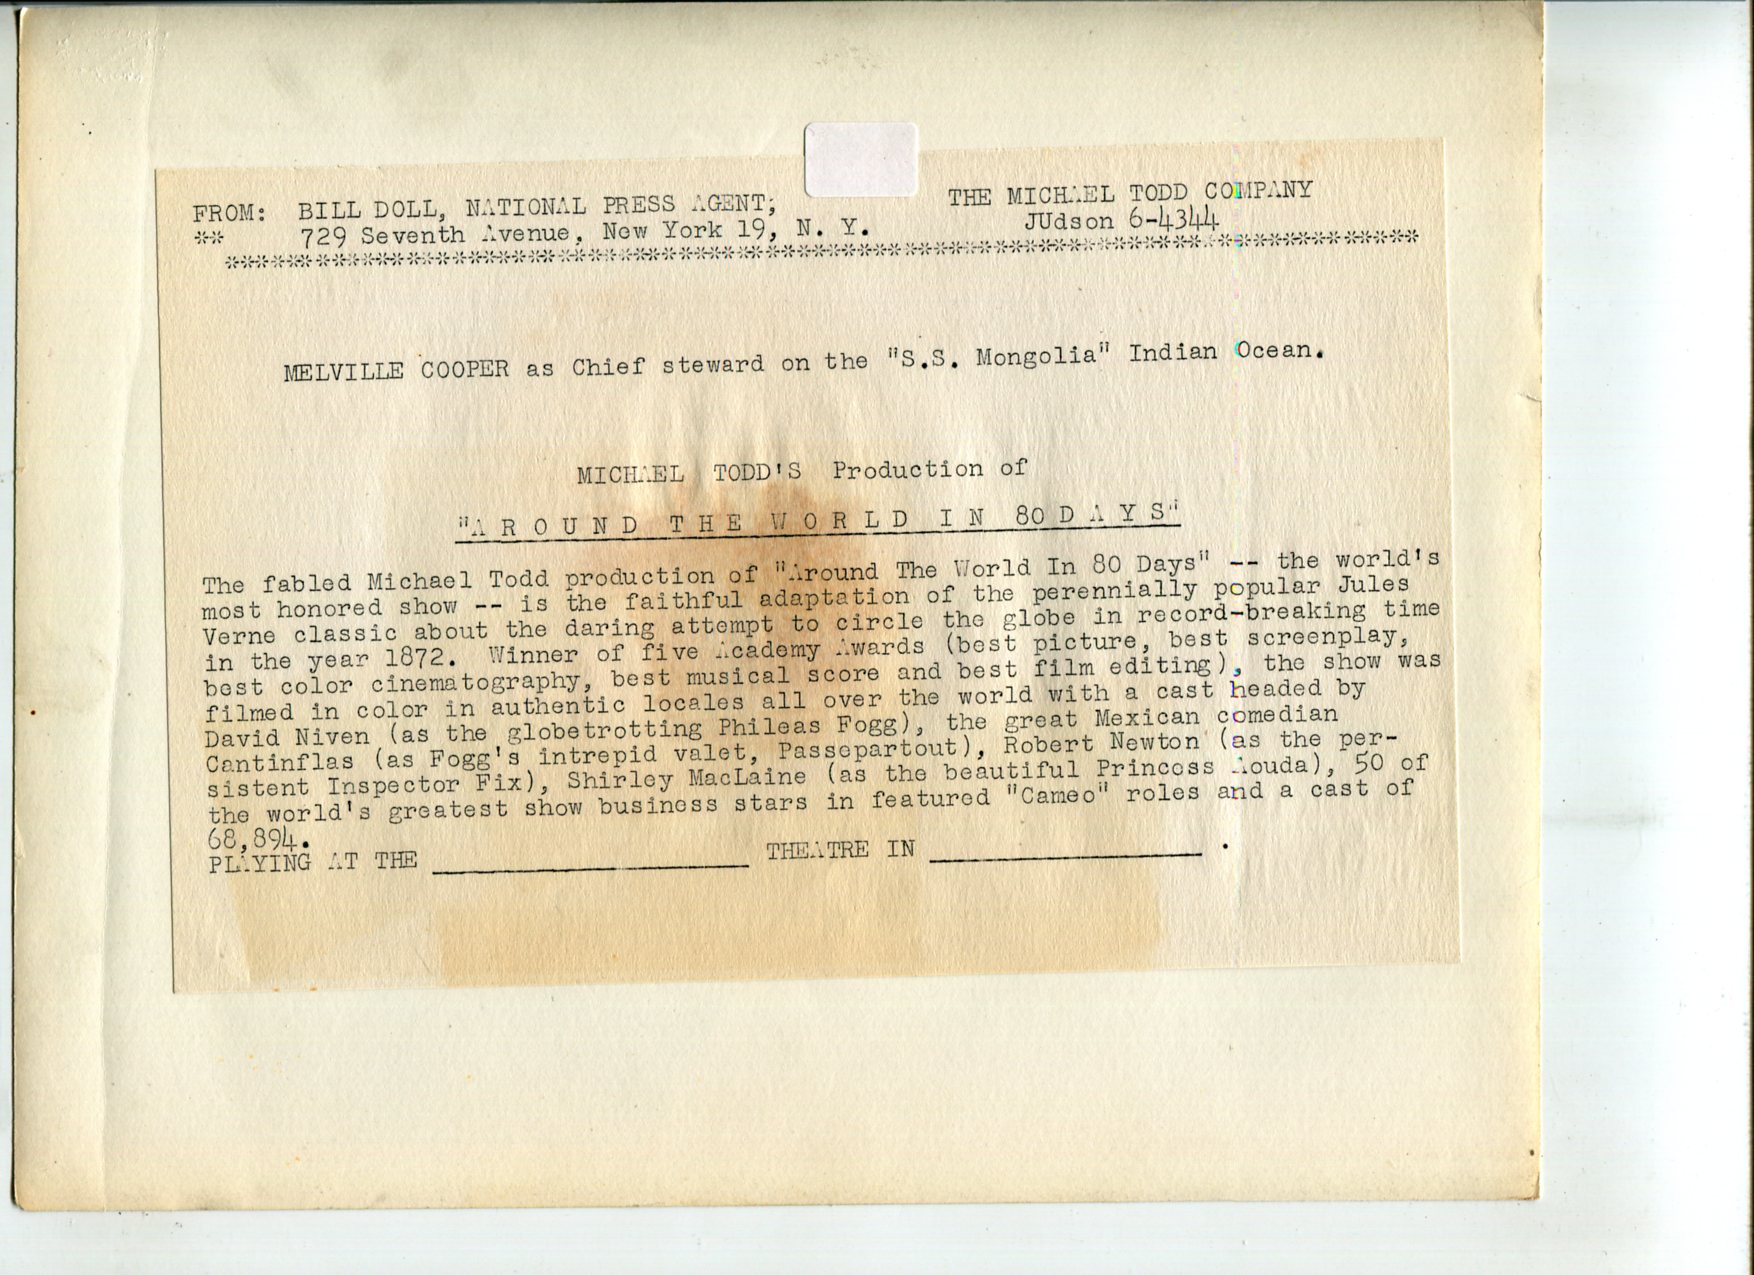 FROM: BILL DOLL, NATIONAL PRESS AGENT; THE MICHAEL TODD COMPANY
** 729 Seventh Avenue, New York 19, N. Y. JUdson 6-4344
*******************************************************************************
MELVILLE COOPER as Chief steward on the "S.S. Mongolia" Indian Ocean.
MICHAEL TODD'S Production of
"A R O U N D T H E W O R L D I N 80 D A Y S"
The fabled Michael Todd production of "Around The World In 80 Days" -- the world's
most honored show -- is the faithful adaptation of the perennially popular Jules
Verne classic about the daring attempt to circle the globe in record-breaking time
in the year 1872. Winner of five Academy Awards (best picture, best screenplay,
best color cinematography, best musical score and best film editing), the show was
filmed in color in authentic locales all over the world with a cast headed by
David Niven (as the globetrotting Phileas Fogg), the great Mexican comedian
Cantinflas (as Fogg's intrepid valet, Passepartout), Robert Newton (as the per-
sistent Inspector Fix), Shirley MacLaine (as the beautiful Princess Aouda), 50 of
the world's greatest show business stars in featured "Cameo" roles and a cast of
68,894.
PLAYING AT THE ____________________ THEATRE IN _________________ .